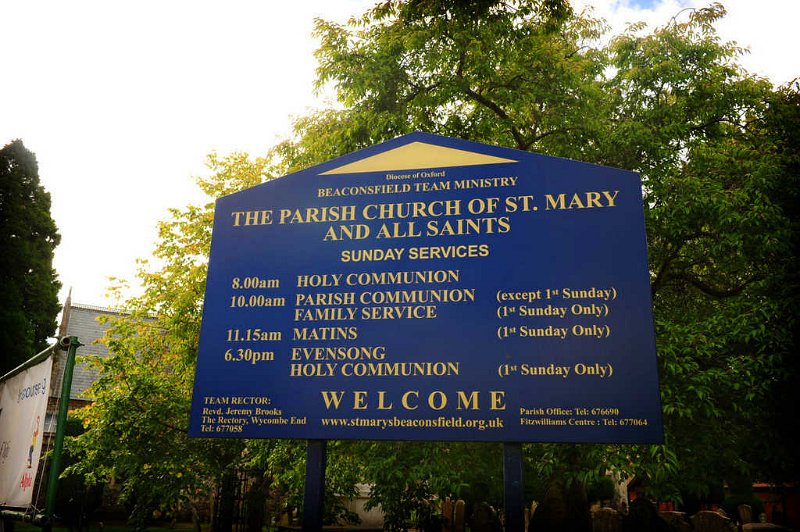 Diocese of Oxford
BEACONSFIELD TEAM MINISTRY
THE PARISH CHURCH OF ST. MARY
AND ALL SAINTS
SUNDAY SERVICES
8.00am HOLY COMMUNION
10.00am PARISH COMMUNION (except 1st Sunday)
FAMILY SERVICE (1st Sunday Only)
11.15am MATINS (1st Sunday Only)
6.30pm EVENSONG
HOLY COMMUNION (1st Sunday Only)
WELCOME
www.stmarysbeaconsfield.org.uk
TEAM RECTOR:
Revd. Jeremy Brooks
The Rectory, Wycombe End
Tel: 677058
Parish Office: Tel: 676690
Fitzwilliams Centre : Tel: 677064
Alpha